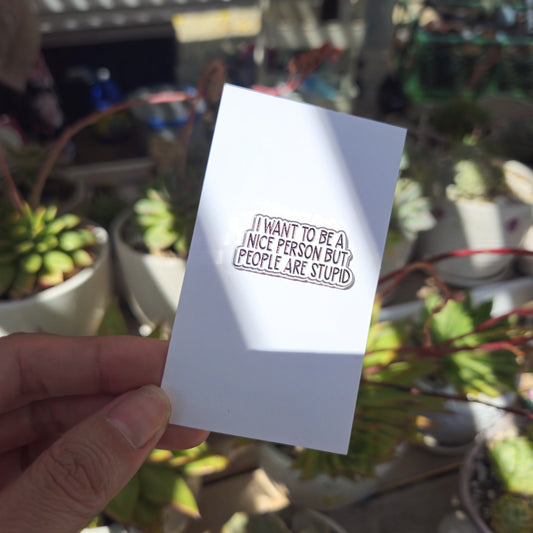 I WANT TO BE A
NICE PERSON BUT
PEOPLE ARE STUPID